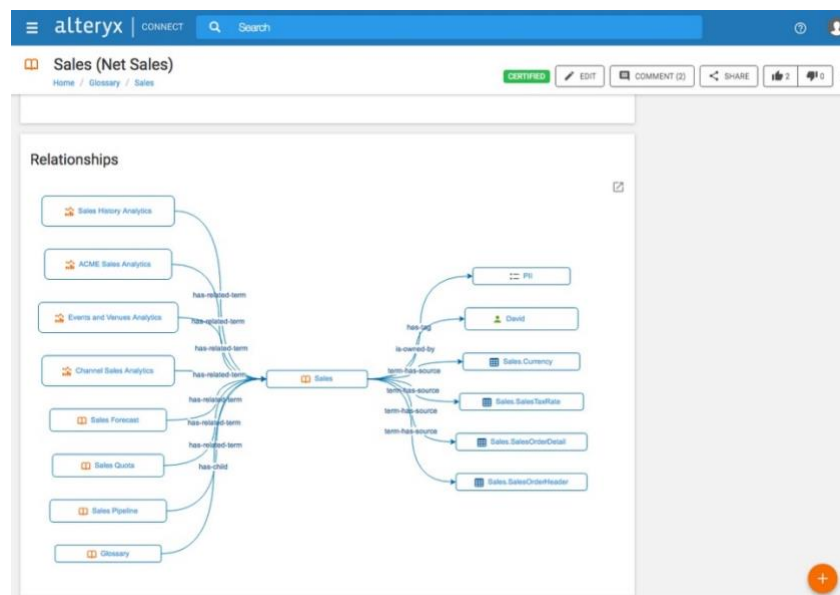 alteryx | CONNECT Search
Sales (Net Sales)
Home / Glossary / Sales
CERTIFIED EDIT COMMENT (2) SHARE 2 0
Relationships
Sales History Analytics
ACME Sales Analytics
Events and Venues Analytics
Channel Sales Analytics
Sales Forecast
Sales Quota
Sales Pipeline
Glossary
has-related-term
has-related-term
has-related-term
has-related-term
has-related-term
has-related-term
has-related-term
has-child
Sales
has-tag
is-owned-by
term-has-source
term-has-source
term-has-source
term-has-source
PII
David
Sales.Currency
Sales.SalesTaxRate
Sales.SalesOrderDetail
Sales.SalesOrderHeader